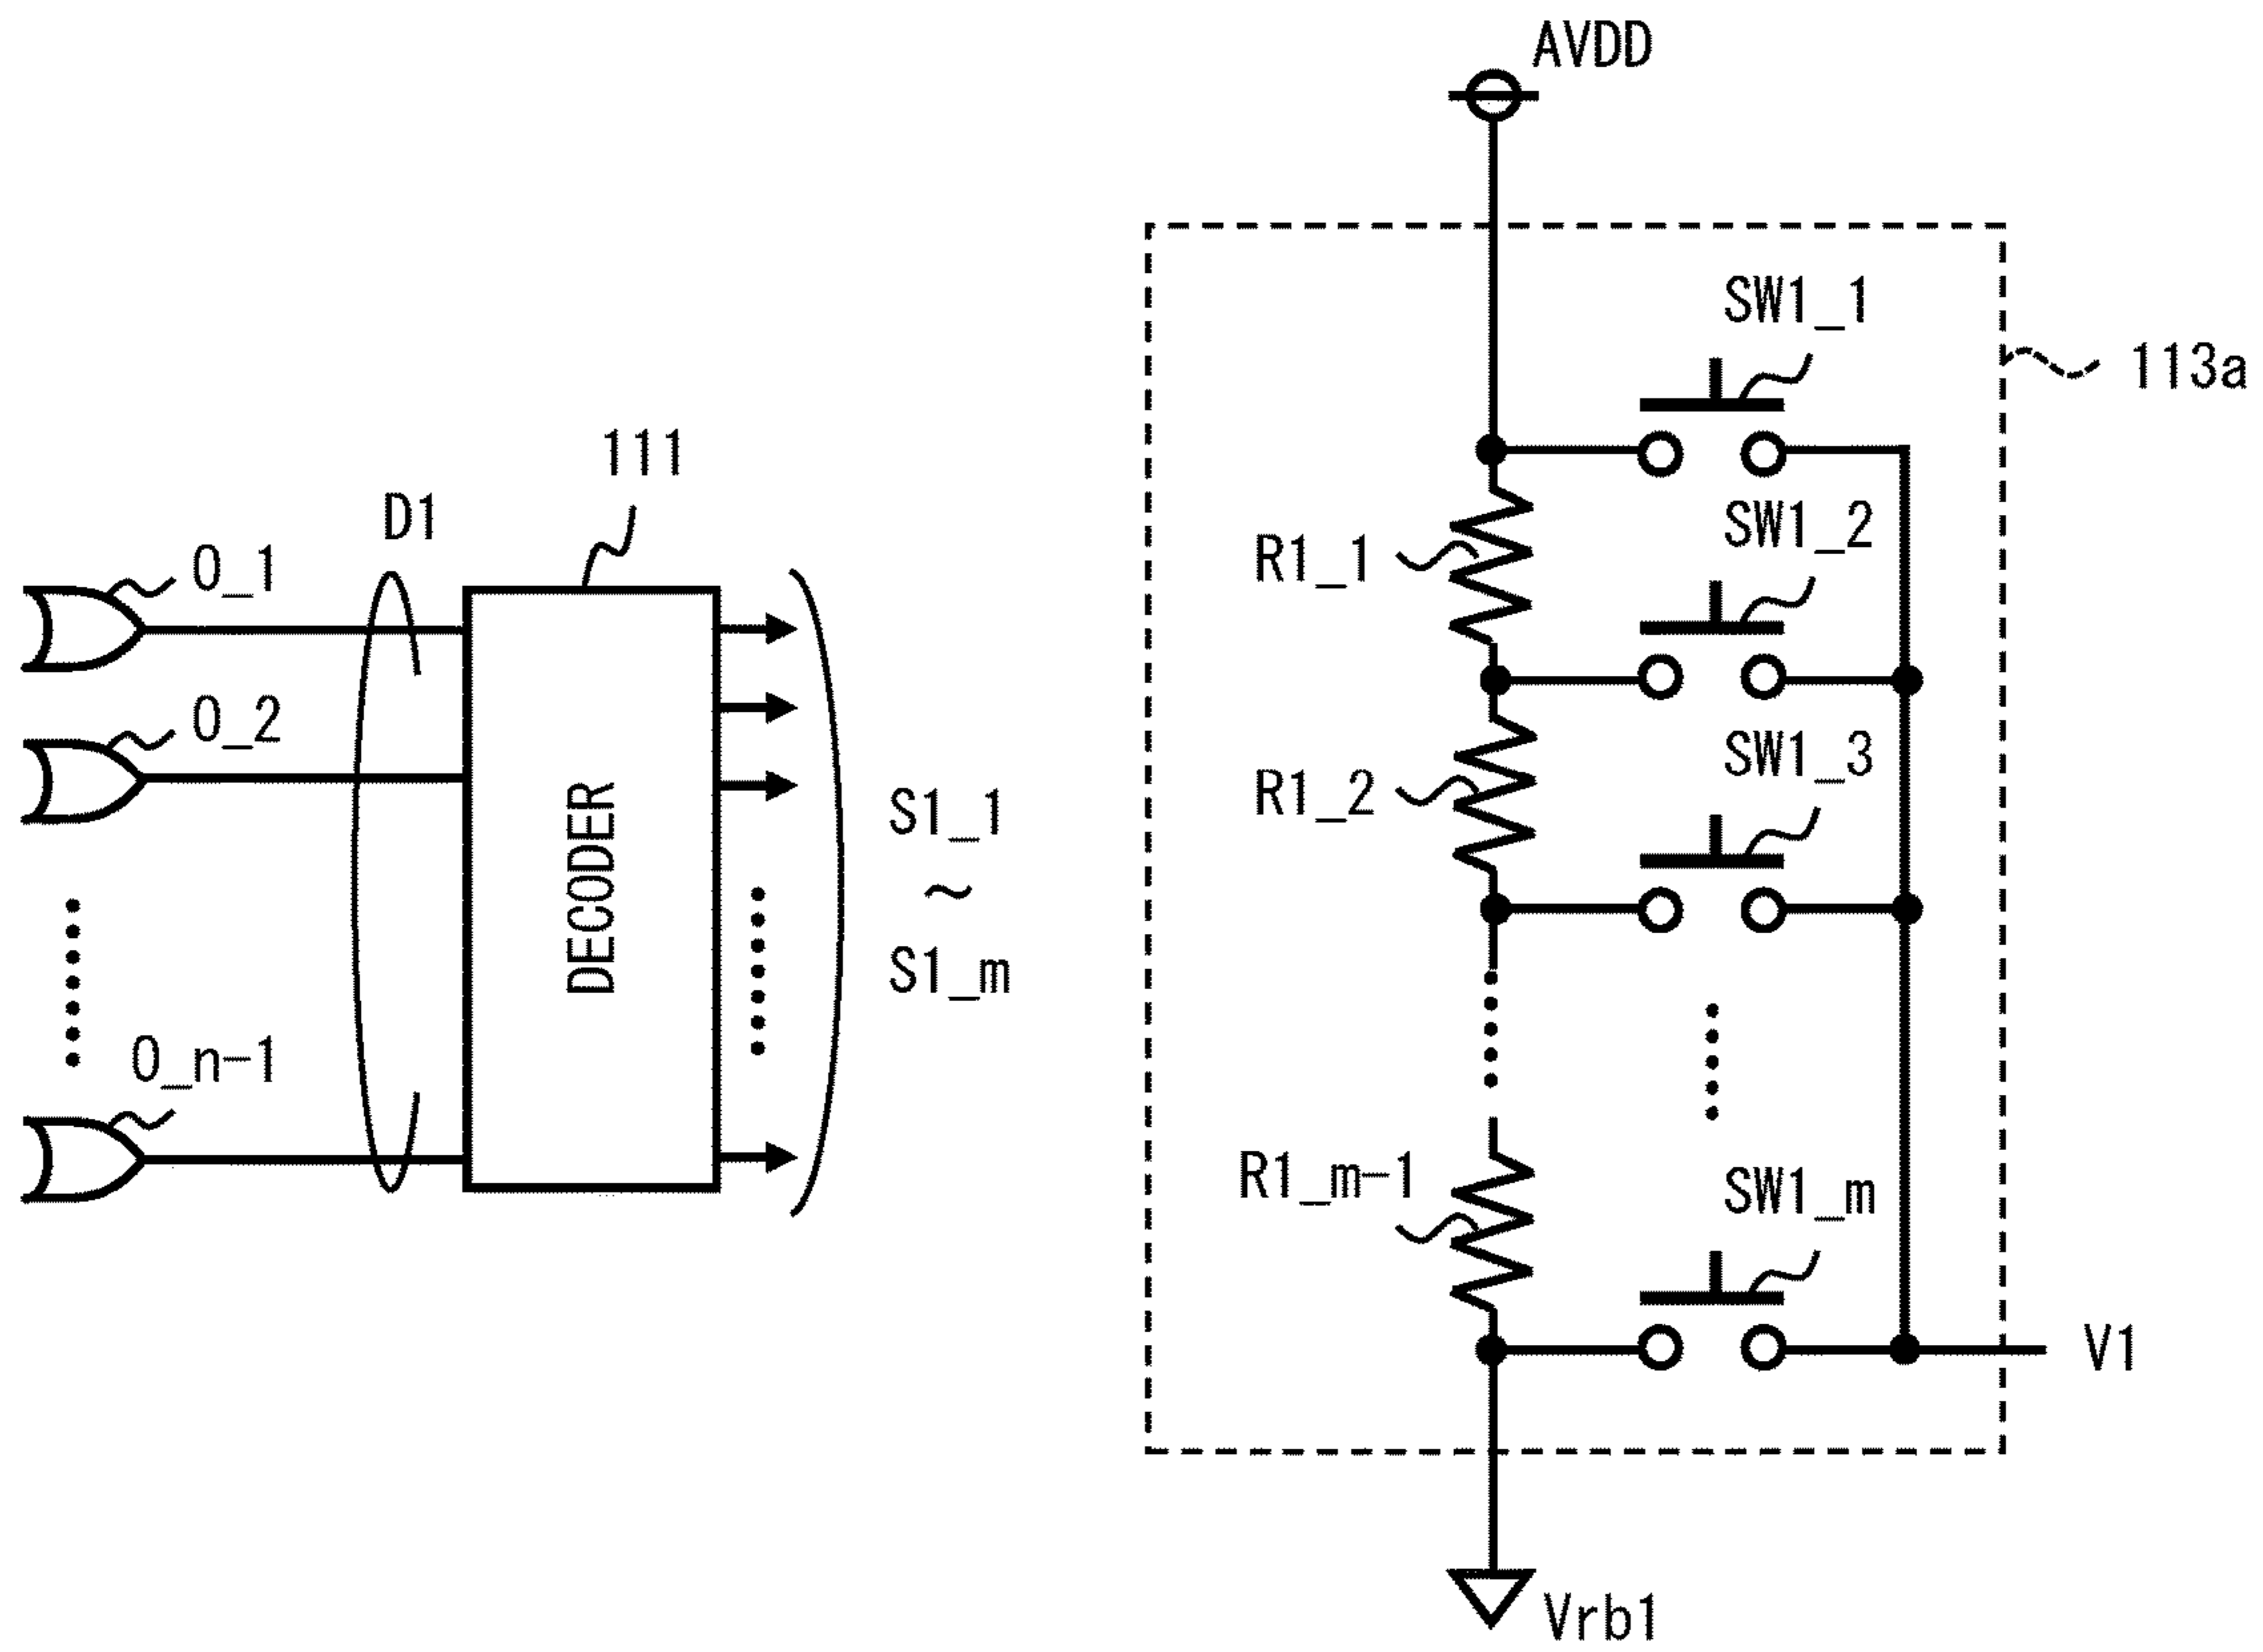 AVDD
SW1_1
113a
111
D1
O_1
SW1_2
R1_1
O_2
SW1_3
R1_2
DECODER
S1_1
~
S1_m
O_n-1
R1_m-1
SW1_m
V1
Vrb1